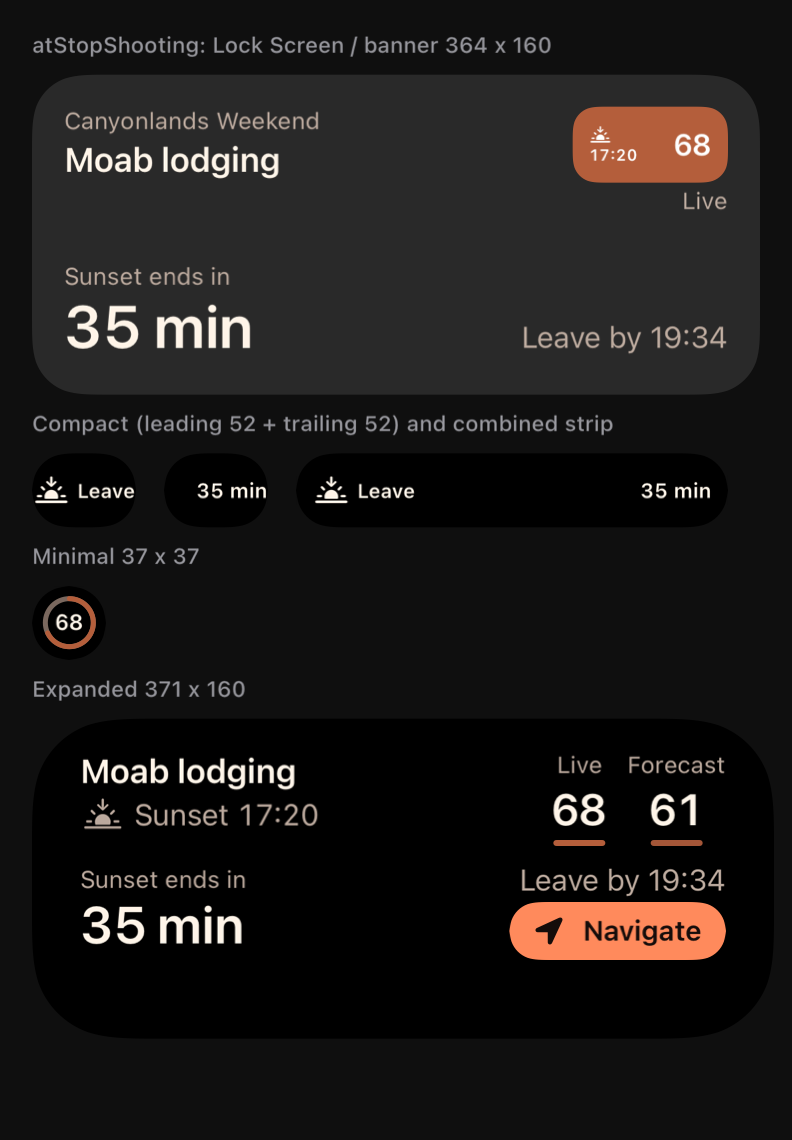 atStopShooting: Lock Screen / banner 364 x 160
Canyonlands Weekend
Moab lodging
17:20
68
Live
Sunset ends in
35 min
Leave by 19:34
Compact (leading 52 + trailing 52) and combined strip
Leave
35 min
Leave
35 min
Minimal 37 x 37
68
Expanded 371 x 160
Moab lodging
Sunset 17:20
Live
Forecast
68
61
Sunset ends in
35 min
Leave by 19:34
Navigate